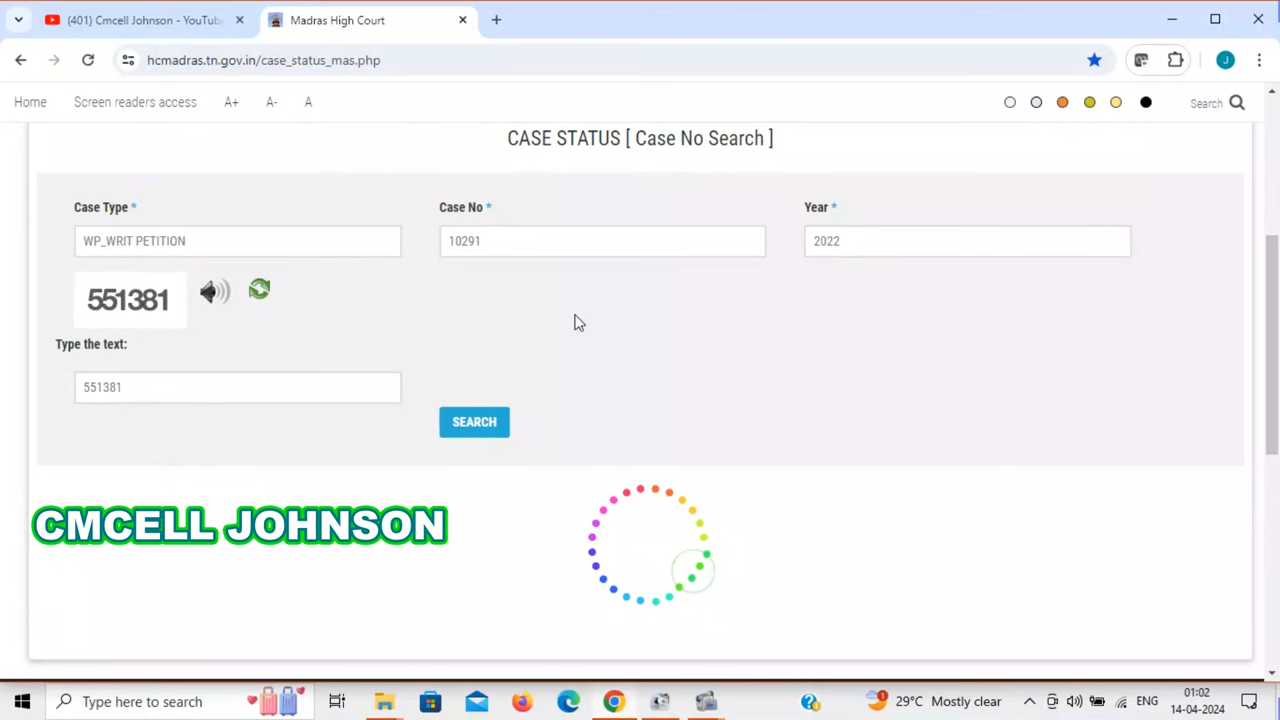 (401) Cmcell Johnson - YouTube
Madras High Court
hcmadras.tn.gov.in/case_status_mas.php
J
Home
Screen readers access
A+
A-
A
Search
CASE STATUS [ Case No Search ]
Case Type *
Case No *
Year *
WP_WRIT PETITION
10291
2022
551381
Type the text:
551381
SEARCH
CMCELL JOHNSON
Type here to search
1
29°C Mostly clear
ENG
01:02
14-04-2024